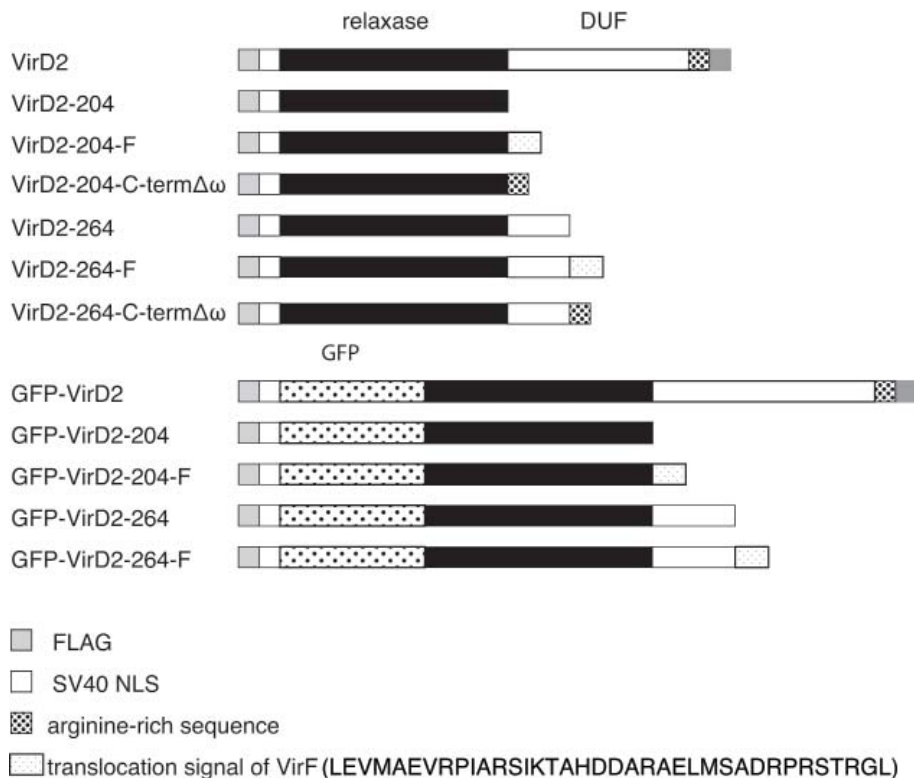 relaxase DUF
VirD2
VirD2-204
VirD2-204-F
VirD2-204-C-termΔω
VirD2-264
VirD2-264-F
VirD2-264-C-termΔω
GFP
GFP-VirD2
GFP-VirD2-204
GFP-VirD2-204-F
GFP-VirD2-264
GFP-VirD2-264-F
FLAG
SV40 NLS
arginine-rich sequence
translocation signal of VirF (LEVMAEVRPIARSIKTAHDDARAELMSADRPRSTRGL)